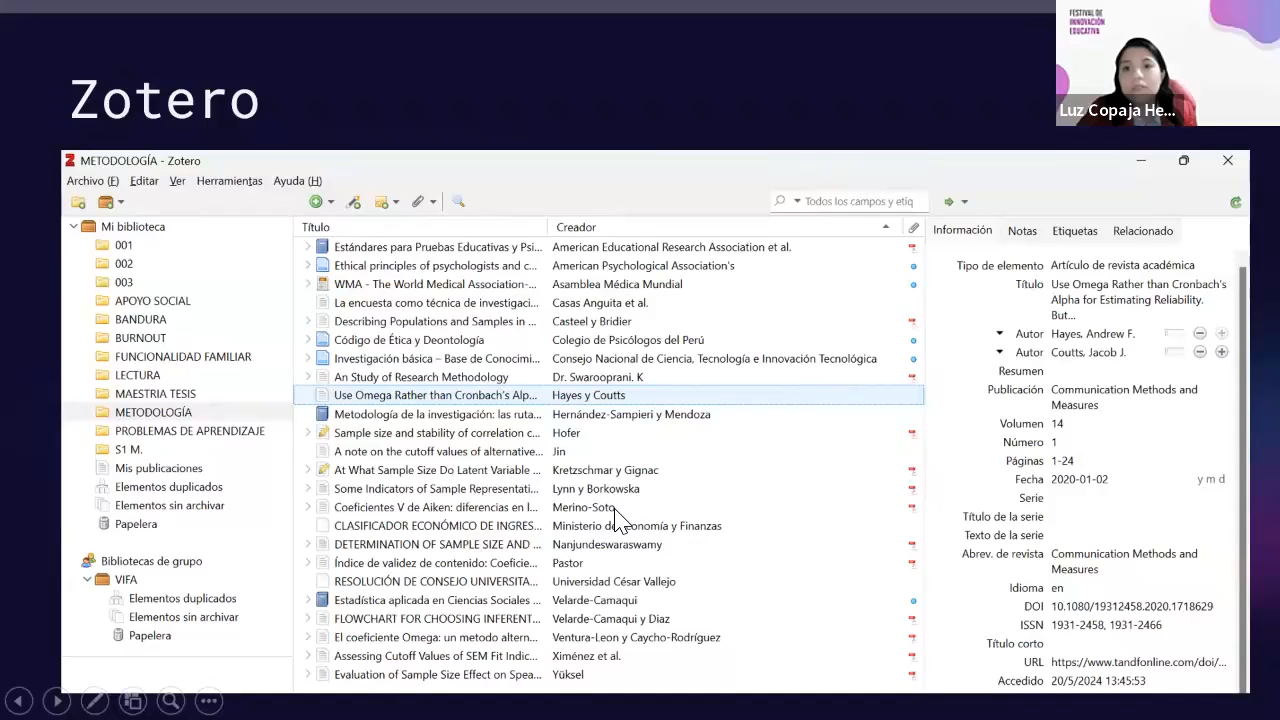 FESTIVAL DE
INNOVACIÓN
EDUCATIVA
Luz Copaja He...
Zotero
METODOLOGÍA - Zotero
Archivo (F) Editar Ver Herramientas Ayuda (H)
Todos los campos y etiq
Mi biblioteca
001
002
003
APOYO SOCIAL
BANDURA
BURNOUT
FUNCIONALIDAD FAMILIAR
LECTURA
MAESTRIA TESIS
METODOLOGÍA
PROBLEMAS DE APRENDIZAJE
S1 M.
Mis publicaciones
Elementos duplicados
Elementos sin archivar
Papelera
Bibliotecas de grupo
VIFA
Elementos duplicados
Elementos sin archivar
Papelera
Título Creador
Estándares para Pruebas Educativas y Psi... American Educational Research Association et al.
Ethical principles of psychologists and c... American Psychological Association's
WMA - The World Medical Association-... Asamblea Médica Mundial
La encuesta como técnica de investigaci... Casas Anguita et al.
Describing Populations and Samples in ... Casteel y Bridier
Código de Ética y Deontología Colegio de Psicólogos del Perú
Investigación básica – Base de Conocimi... Consejo Nacional de Ciencia, Tecnología e Innovación Tecnológica
An Study of Research Methodology Dr. Swarooprani. K
Use Omega Rather than Cronbach's Alp... Hayes y Coutts
Metodología de la investigación: las ruta... Hernández-Sampieri y Mendoza
Sample size and stability of correlation c... Hofer
A note on the cutoff values of alternative... Jin
At What Sample Size Do Latent Variable ... Kretzschmar y Gignac
Some Indicators of Sample Representati... Lynn y Borkowska
Coeficientes V de Aiken: diferencias en l... Merino-Soto
CLASIFICADOR ECONÓMICO DE INGRES... Ministerio de Economía y Finanzas
DETERMINATION OF SAMPLE SIZE AND ... Nanjundeswaraswamy
Índice de validez de contenido: Coeficie... Pastor
RESOLUCIÓN DE CONSEJO UNIVERSITA... Universidad César Vallejo
Estadística aplicada en Ciencias Sociales ... Velarde-Camaqui
FLOWCHART FOR CHOOSING INFERENT... Velarde-Camaqui y Diaz
El coeficiente Omega: un metodo altern... Ventura-Leon y Caycho-Rodríguez
Assessing Cutoff Values of SEM Fit Indic... Ximénez et al.
Evaluation of Sample Size Effect on Spea... Yüksel
Información Notas Etiquetas Relacionado
Tipo de elemento Artículo de revista académica
Título Use Omega Rather than Cronbach's
Alpha for Estimating Reliability.
But...
Autor Hayes, Andrew F.
Autor Coutts, Jacob J.
Resumen
Publicación Communication Methods and
Measures
Volumen 14
Número 1
Páginas 1-24
Fecha 2020-01-02 y m d
Serie
Título de la serie
Texto de la serie
Abrev. de revista Communication Methods and
Measures
Idioma en
DOI 10.1080/19312458.2020.1718629
ISSN 1931-2458, 1931-2466
Título corto
URL https://www.tandfonline.com/doi/...
Accedido 20/5/2024 13:45:53